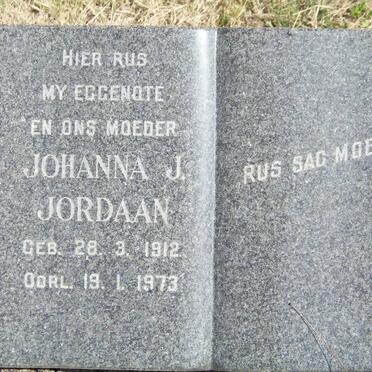 HIER RUS
MY EGGENOTE
EN ONS MOEDER
JOHANNA J.
JORDAAN
GEB. 28. 3. 1912
OORL. 19. 1. 1973
RUS SAG MOE